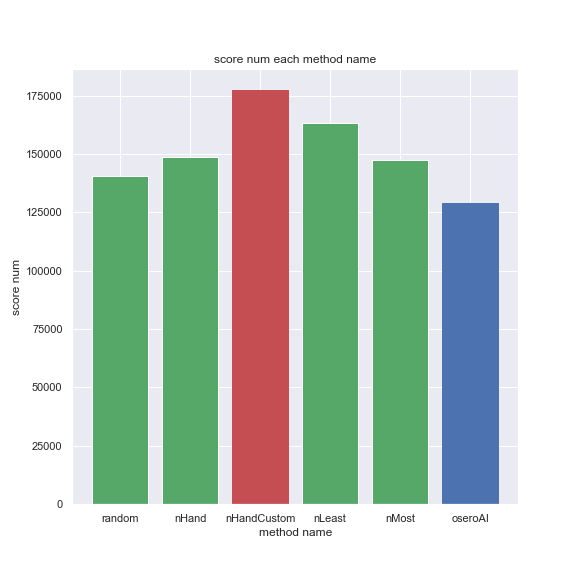 score num each method name
175000
150000
125000
100000
75000
50000
25000
0
score num
random nHand nHandCustom nLeast nMost oseroAI
method name